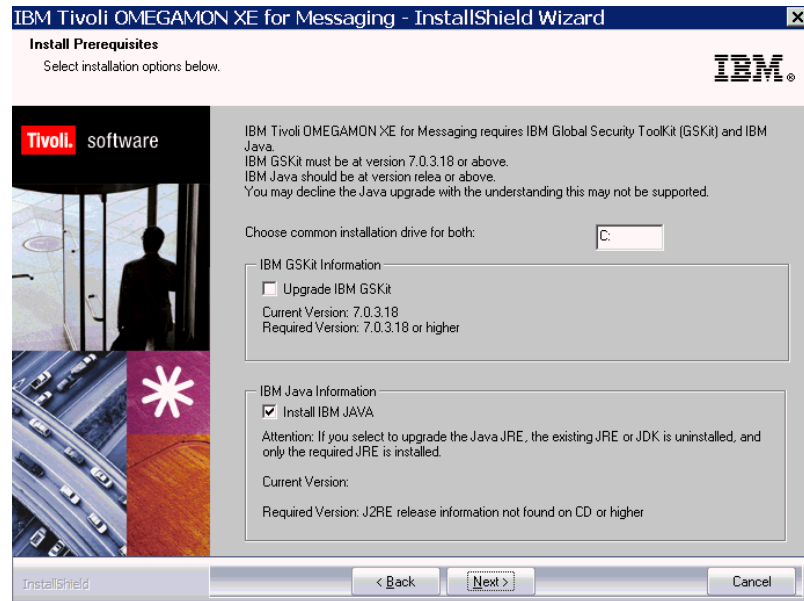 IBM Tivoli OMEGAMON XE for Messaging - InstallShield Wizard
Install Prerequisites
Select installation options below.
IBM®
Tivoli. software
IBM Tivoli OMEGAMON XE for Messaging requires IBM Global Security ToolKit (GSKit) and IBM
Java.
IBM GSKit must be at version 7.0.3.18 or above.
IBM Java should be at version relea or above.
You may decline the Java upgrade with the understanding this may not be supported.
Choose common installation drive for both:
C:
IBM GSKit Information
Upgrade IBM GSKit
Current Version: 7.0.3.18
Required Version: 7.0.3.18 or higher
IBM Java Information
Install IBM JAVA
Attention: If you select to upgrade the Java JRE, the existing JRE or JDK is uninstalled, and
only the required JRE is installed.
Current Version:
Required Version: J2RE release information not found on CD or higher
InstallShield
< Back
Next >
Cancel